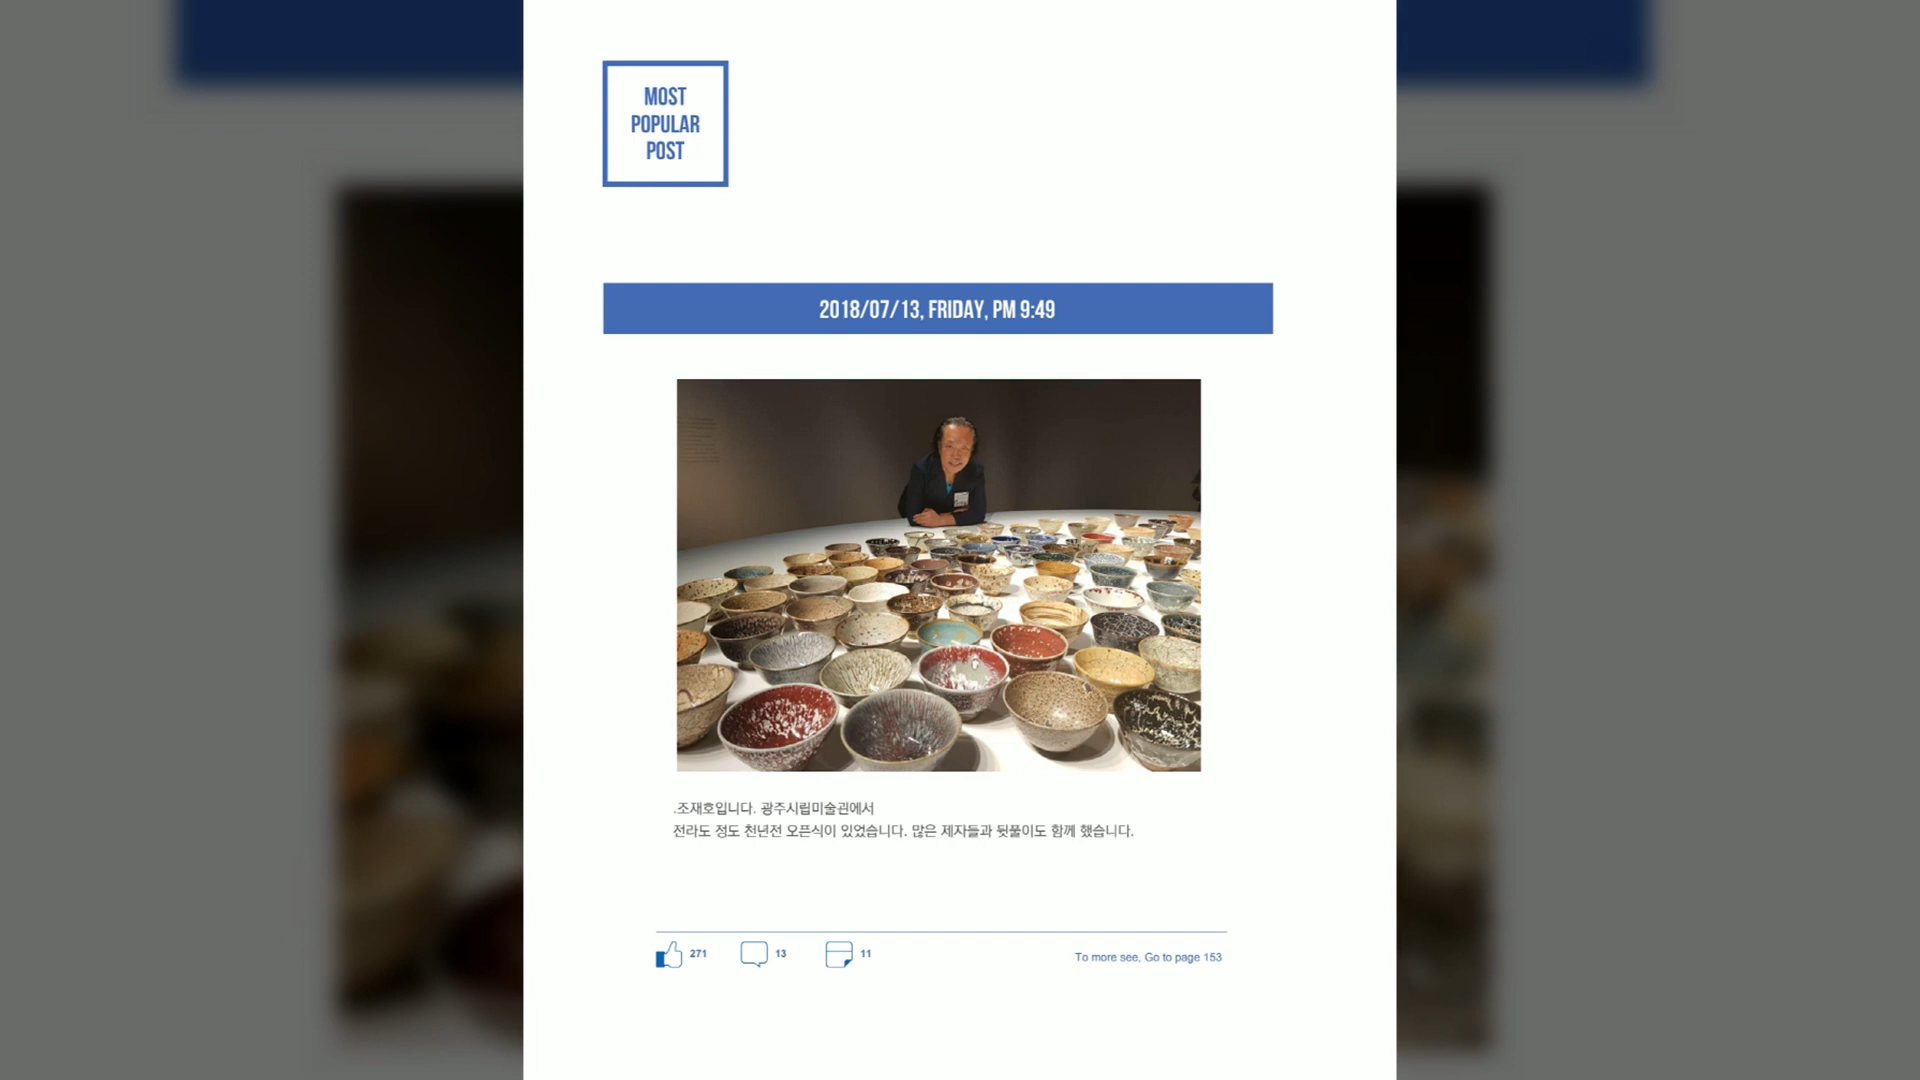 MOST
POPULAR
POST
2018/07/13, FRIDAY, PM 9:49
.조재호입니다. 광주시립미술관에서
전라도 정도 천년전 오픈식이 있었습니다. 많은 제자들과 뒷풀이도 함께 했습니다.
271
13
11
To more see, Go to page 153